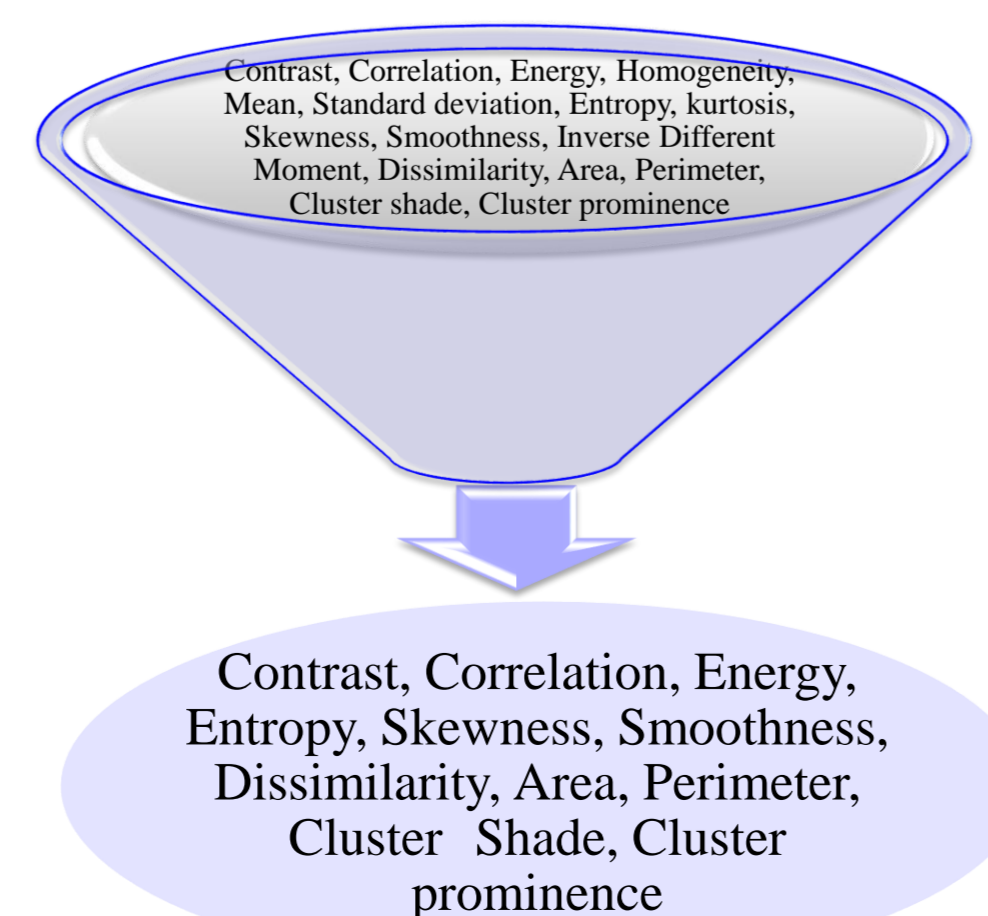 Contrast, Correlation, Energy, Homogeneity,
Mean, Standard deviation, Entropy, kurtosis,
Skewness, Smoothness, Inverse Different
Moment, Dissimilarity, Area, Perimeter,
Cluster shade, Cluster prominence
Contrast, Correlation, Energy,
Entropy, Skewness, Smoothness,
Dissimilarity, Area, Perimeter,
Cluster Shade, Cluster
prominence